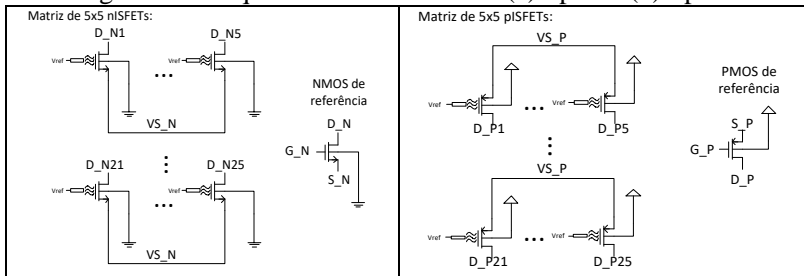 Matriz de 5x5 nISFETs:
D_N1
D_N5
Vref
Vref
...
VS_N
D_N21
D_N25
Vref
Vref
...
VS_N
NMOS de
referência
D_N
G_N
S_N
Matriz de 5x5 pISFETs:
VS_P
Vref
Vref
...
D_P1
D_P5
VS_P
Vref
Vref
...
D_P21
D_P25
PMOS de
referência
S_P
G_P
D_P